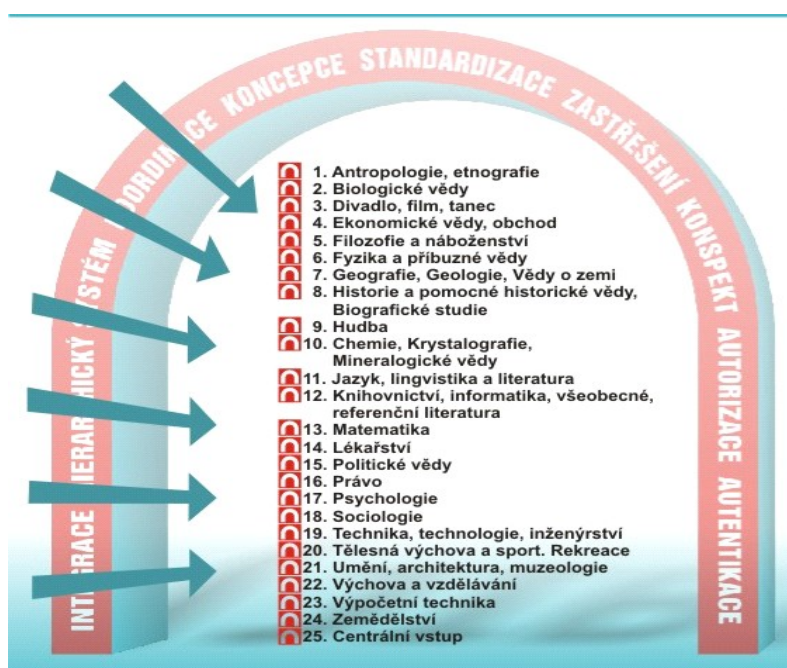 INTEGRACE HIERARCHICKÝ SYSTÉM KOORDINACE KONCEPCE STANDARDIZACE ZASTŘEŠENÍ KONSPEKT AUTORIZACE AUTENTIKACE
1. Antropologie, etnografie
2. Biologické vědy
3. Divadlo, film, tanec
4. Ekonomické vědy, obchod
5. Filozofie a náboženství
6. Fyzika a příbuzné vědy
7. Geografie, Geologie, Vědy o zemi
8. Historie a pomocné historické vědy,
Biografické studie
9. Hudba
10. Chemie, Krystalografie,
Mineralogické vědy
11. Jazyk, lingvistika a literatura
12. Knihovnictví, informatika, všeobecné,
referenční literatura
13. Matematika
14. Lékařství
15. Politické vědy
16. Právo
17. Psychologie
18. Sociologie
19. Technika, technologie, inženýrství
20. Tělesná výchova a sport. Rekreace
21. Umění, architektura, muzeologie
22. Výchova a vzdělávání
23. Výpočetní technika
24. Zemědělství
25. Centrální vstup